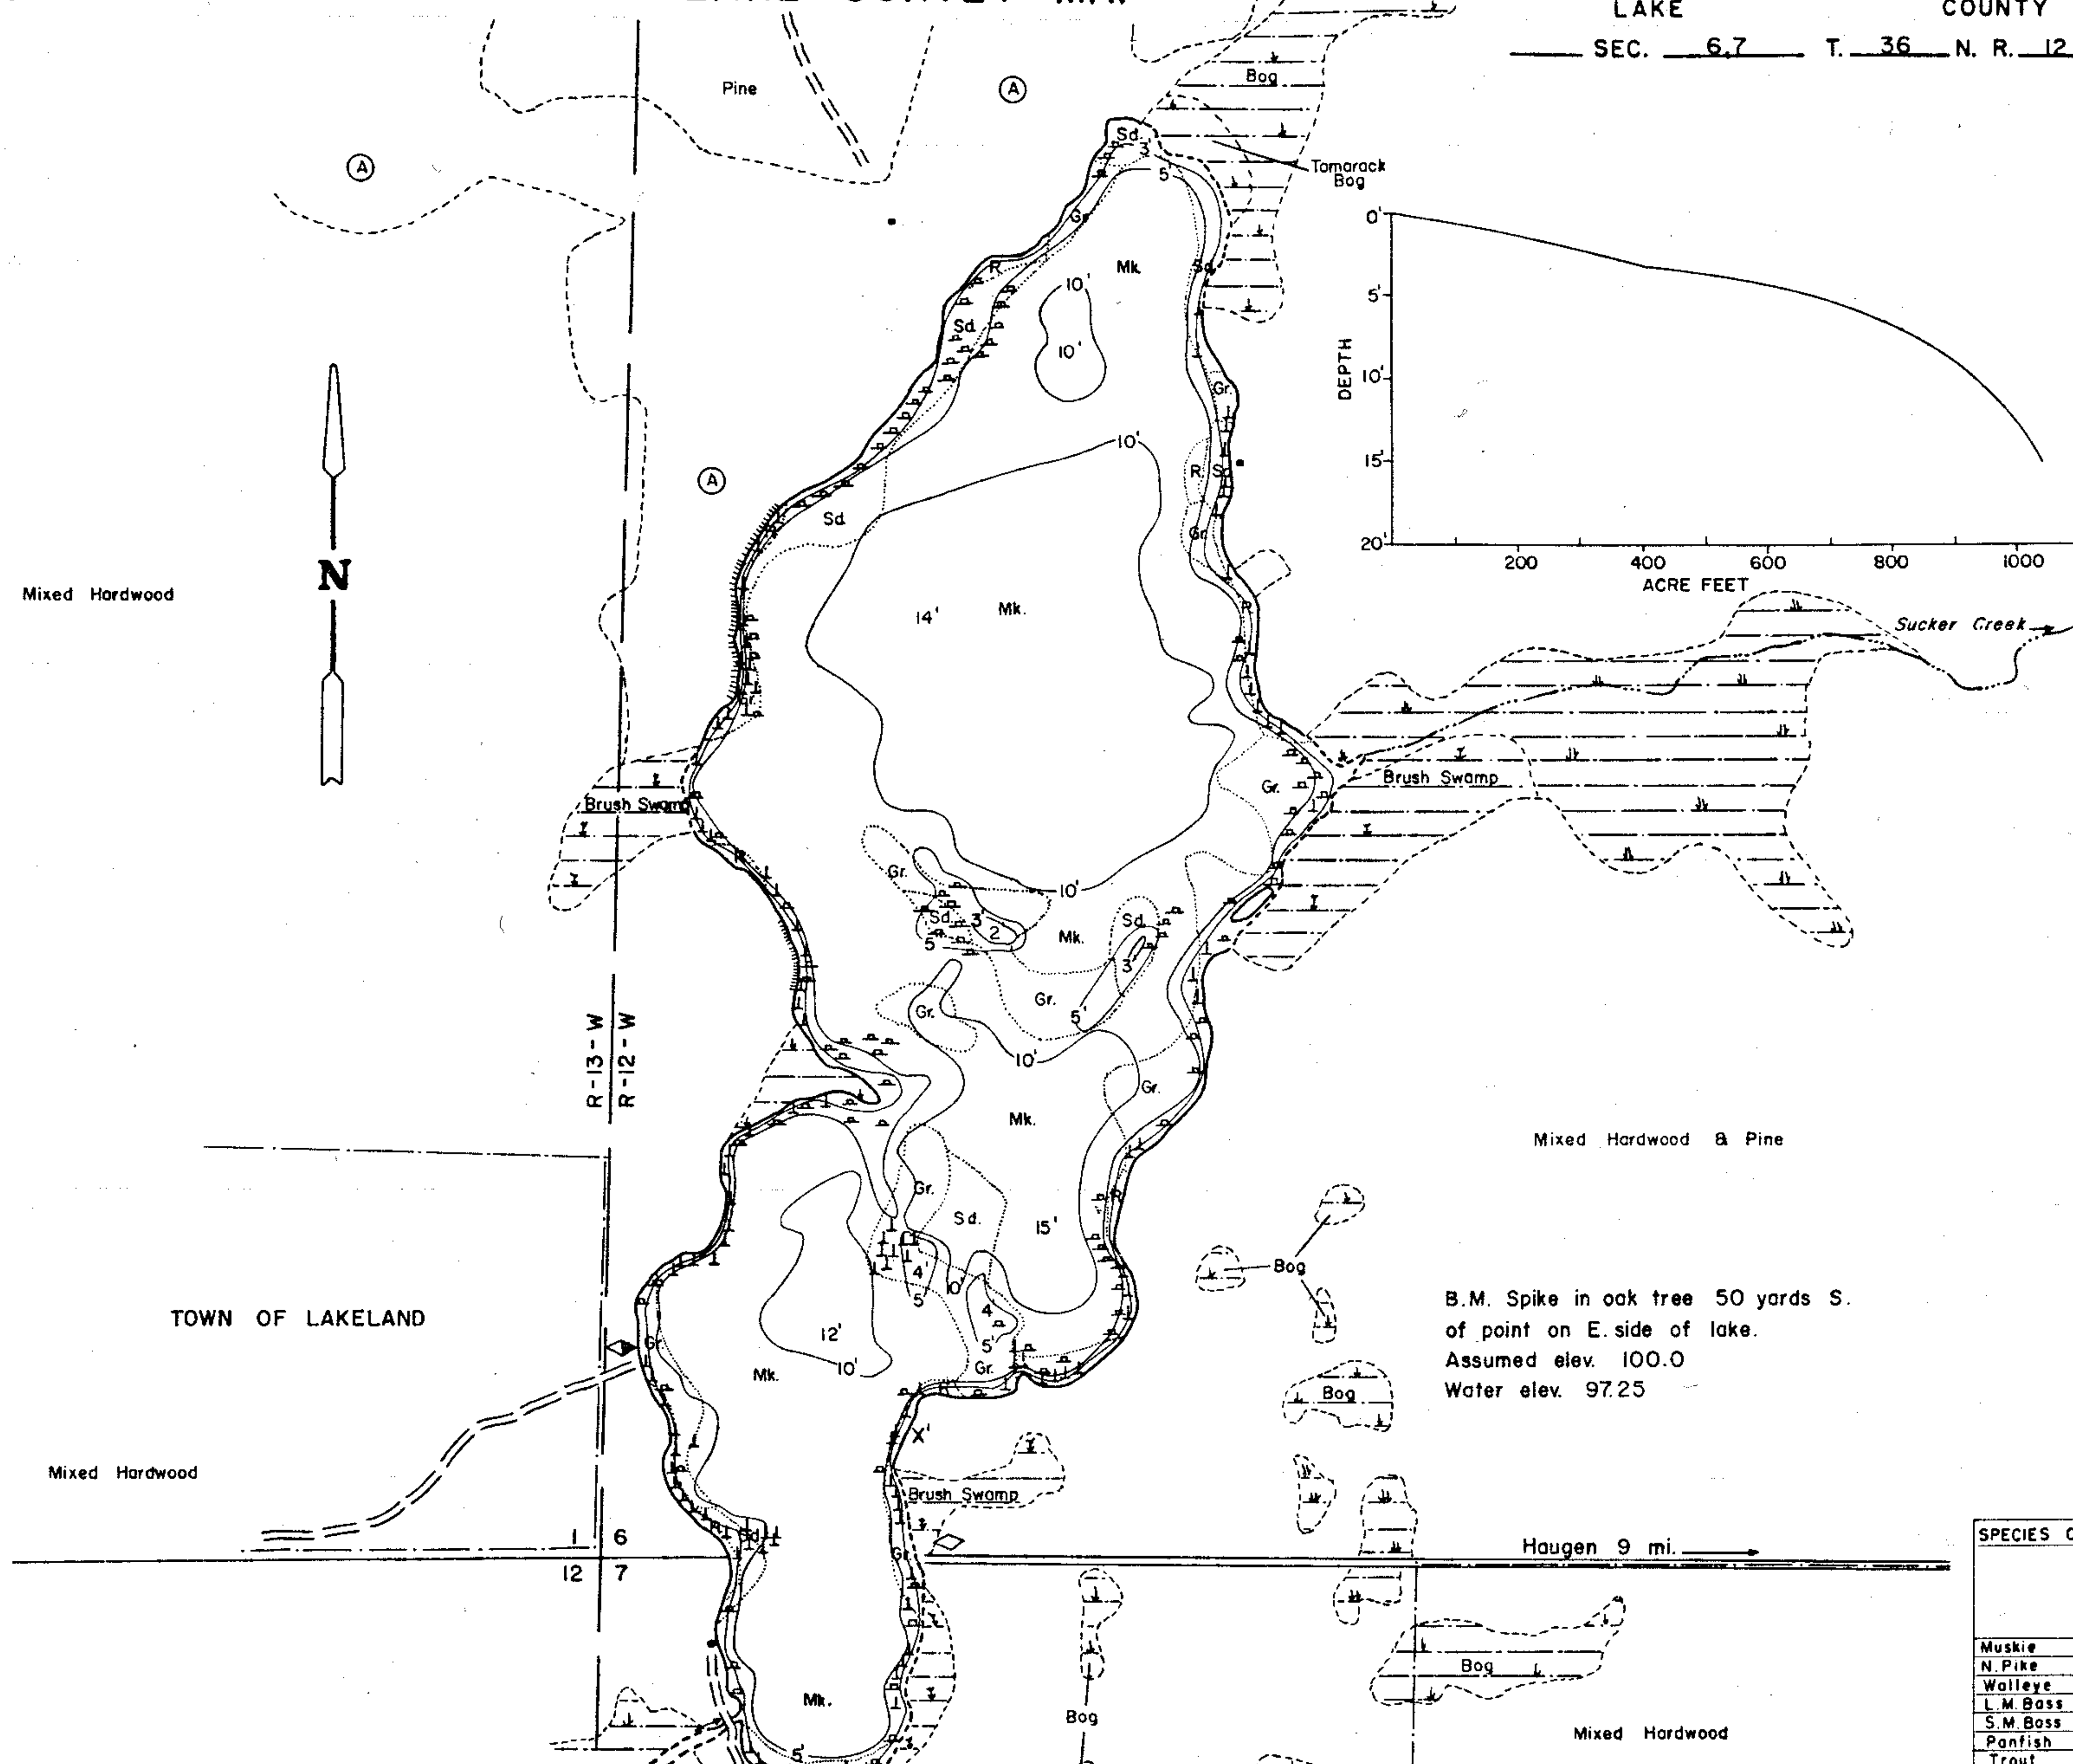 LAKE COUNTY
SEC. 6,7 T. 36 N. R. 12
Pine
A
Bog
A
Sd.
3
5'
Tamarack
Bog
Gr.
R
Mk.
Sd.
10'
Sd.
10'
Gr.
0'
5'
10'
15'
20'
DEPTH
200 400 600 800 1000
ACRE FEET
10'
A
R. Sd.
Sd.
Gr.
N
Mixed Hardwood
14'
Mk.
R
Sucker Creek
Brush Swamp
Gr.
Brush Swamp
R
Gr.
10'
Sd. 3'
2
5
Mk.
Sd.
3'
Gr.
Gr.
5'
10'
R-13-W
R-12-W
Gr.
Mk.
Mixed Hardwood & Pine
Gr.
R
Sd.
15'
4'
5'
10'
4'
5'
Gr.
Bog
TOWN OF LAKELAND
B.M. Spike in oak tree 50 yards S.
of point on E. side of lake.
Assumed elev. 100.0
Water elev. 97.25
12'
10'
Gr.
Mk.
Bog
X'
Mixed Hardwood
Brush Swamp
R Sd.
Gr.
1 6
12 7
Haugen 9 mi.
SPECIES
Muskie
N. Pike
Walleye
L.M. Bass
S.M. Bass
Panfish
Trout
Bog
Mk.
Bog
Mixed Hardwood
5'